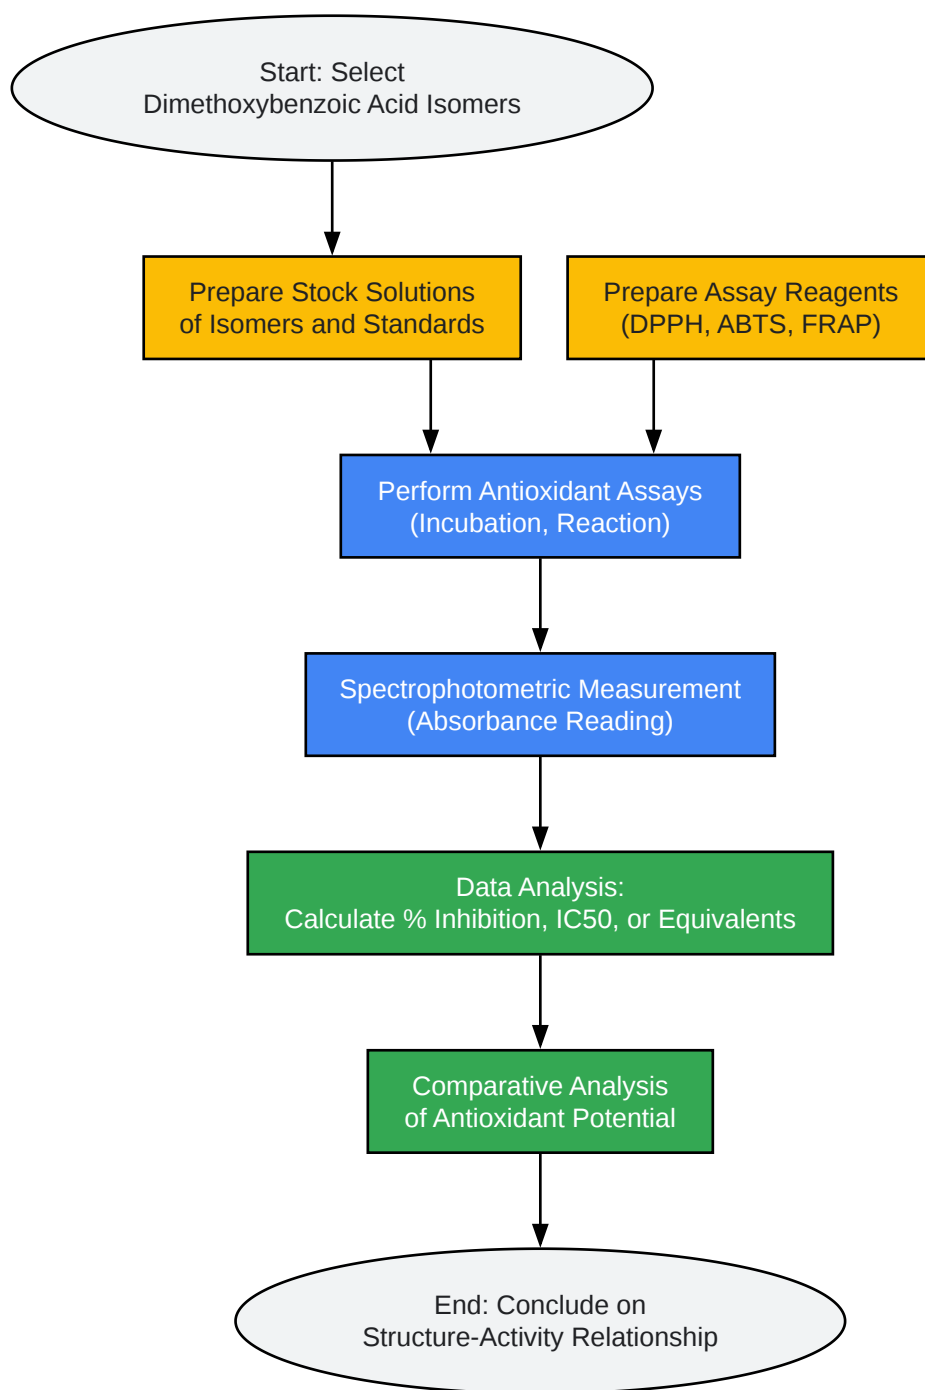 Start: Select
Dimethoxybenzoic Acid Isomers
Prepare Stock Solutions
of Isomers and Standards
Prepare Assay Reagents
(DPPH, ABTS, FRAP)
Perform Antioxidant Assays
(Incubation, Reaction)
Spectrophotometric Measurement
(Absorbance Reading)
Data Analysis:
Calculate % Inhibition, IC50, or Equivalents
Comparative Analysis
of Antioxidant Potential
End: Conclude on
Structure-Activity Relationship